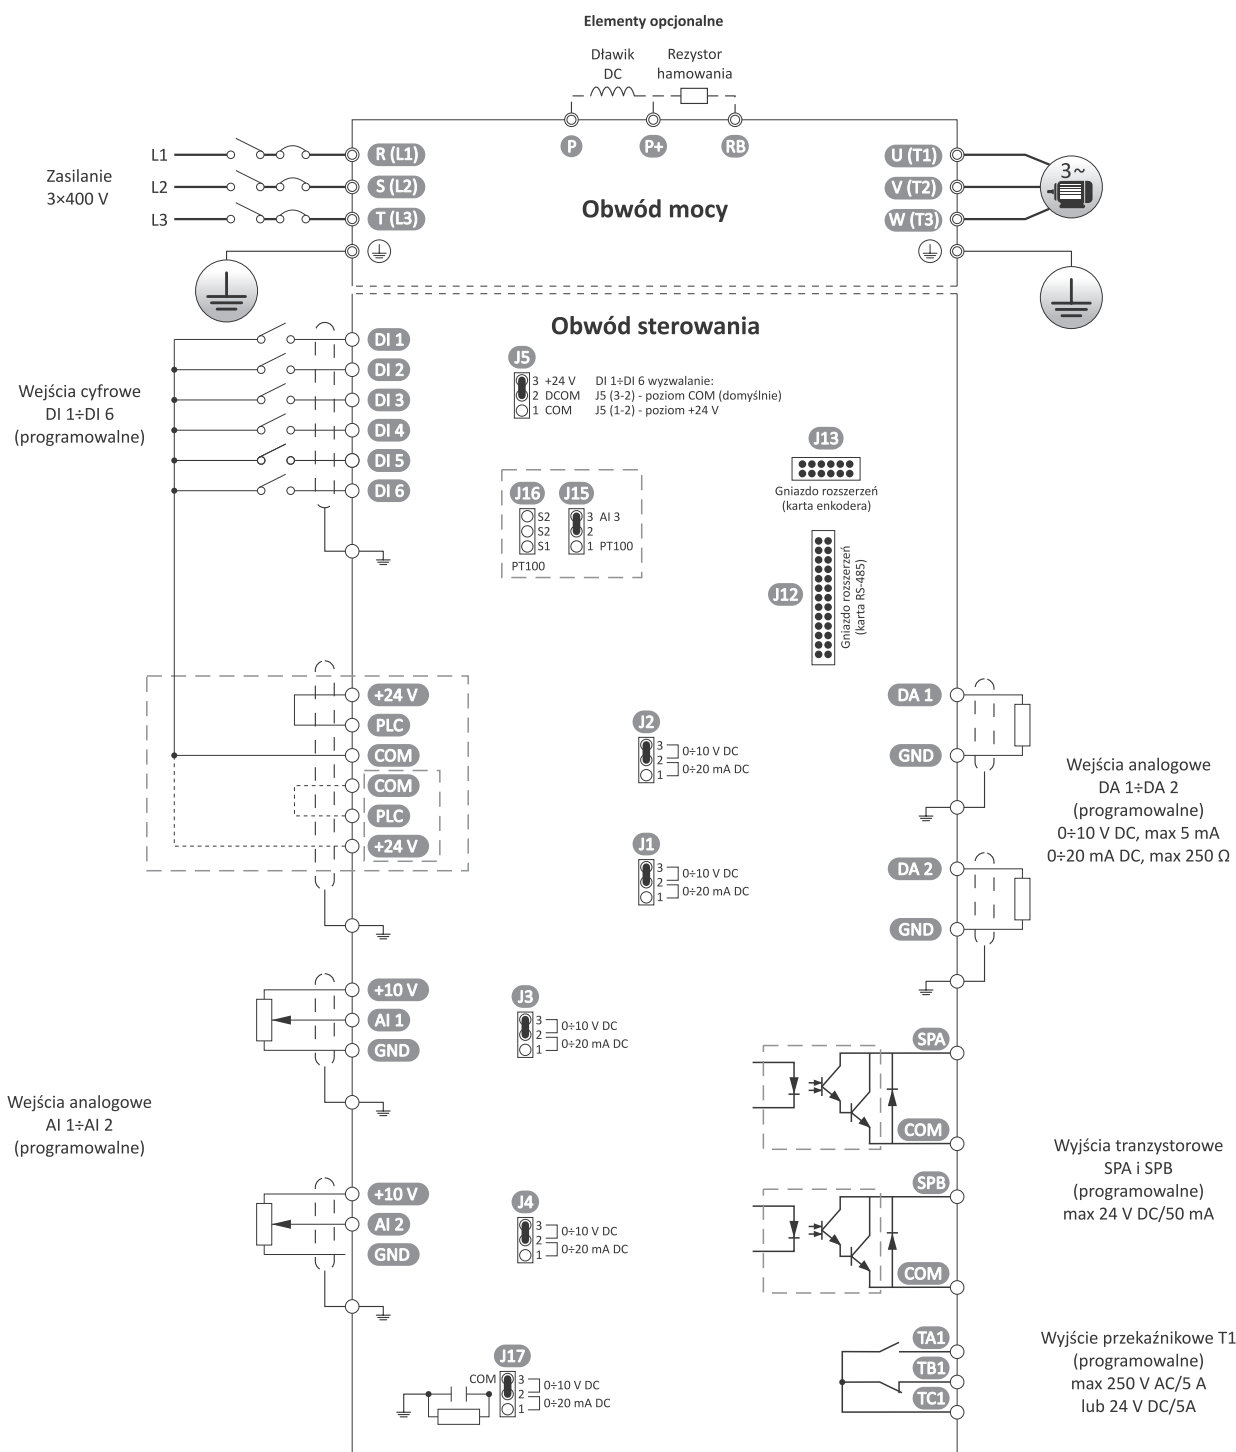 Elementy opcjonalne
Dławik
DC
Rezystor
hamowania
P
P+
RB
Zasilanie
3×400 V
L1
L2
L3
R (L1)
S (L2)
T (L3)
Obwód mocy
U (T1)
V (T2)
W (T3)
3~
Obwód sterowania
Wejścia cyfrowe
DI 1÷DI 6
(programowalne)
DI 1
DI 2
DI 3
DI 4
DI 5
DI 6
J5
3 +24 V
2 DCOM
1 COM
DI 1÷DI 6 wyzwalanie:
J5 (3-2) - poziom COM (domyślnie)
J5 (1-2) - poziom +24 V
J13
Gniazdo rozszerzeń
(karta enkodera)
J16
S2
S2
S1
PT100
J15
3 AI 3
2
1 PT100
J12
Gniazdo rozszerzeń
(karta RS-485)
+24 V
PLC
COM
COM
PLC
+24 V
J2
3
2
1
0÷10 V DC
0÷20 mA DC
J1
3
2
1
0÷10 V DC
0÷20 mA DC
DA 1
GND
DA 2
GND
Wejścia analogowe
DA 1÷DA 2
(programowalne)
0÷10 V DC, max 5 mA
0÷20 mA DC, max 250 Ω
Wejścia analogowe
AI 1÷AI 2
(programowalne)
+10 V
AI 1
GND
J3
3
2
1
0÷10 V DC
0÷20 mA DC
+10 V
AI 2
GND
J4
3
2
1
0÷10 V DC
0÷20 mA DC
SPA
COM
SPB
COM
Wyjścia tranzystorowe
SPA i SPB
(programowalne)
max 24 V DC/50 mA
J17
COM
3
2
1
0÷10 V DC
0÷20 mA DC
TA1
TB1
TC1
Wyjście przekaźnikowe T1
(programowalne)
max 250 V AC/5 A
lub 24 V DC/5A